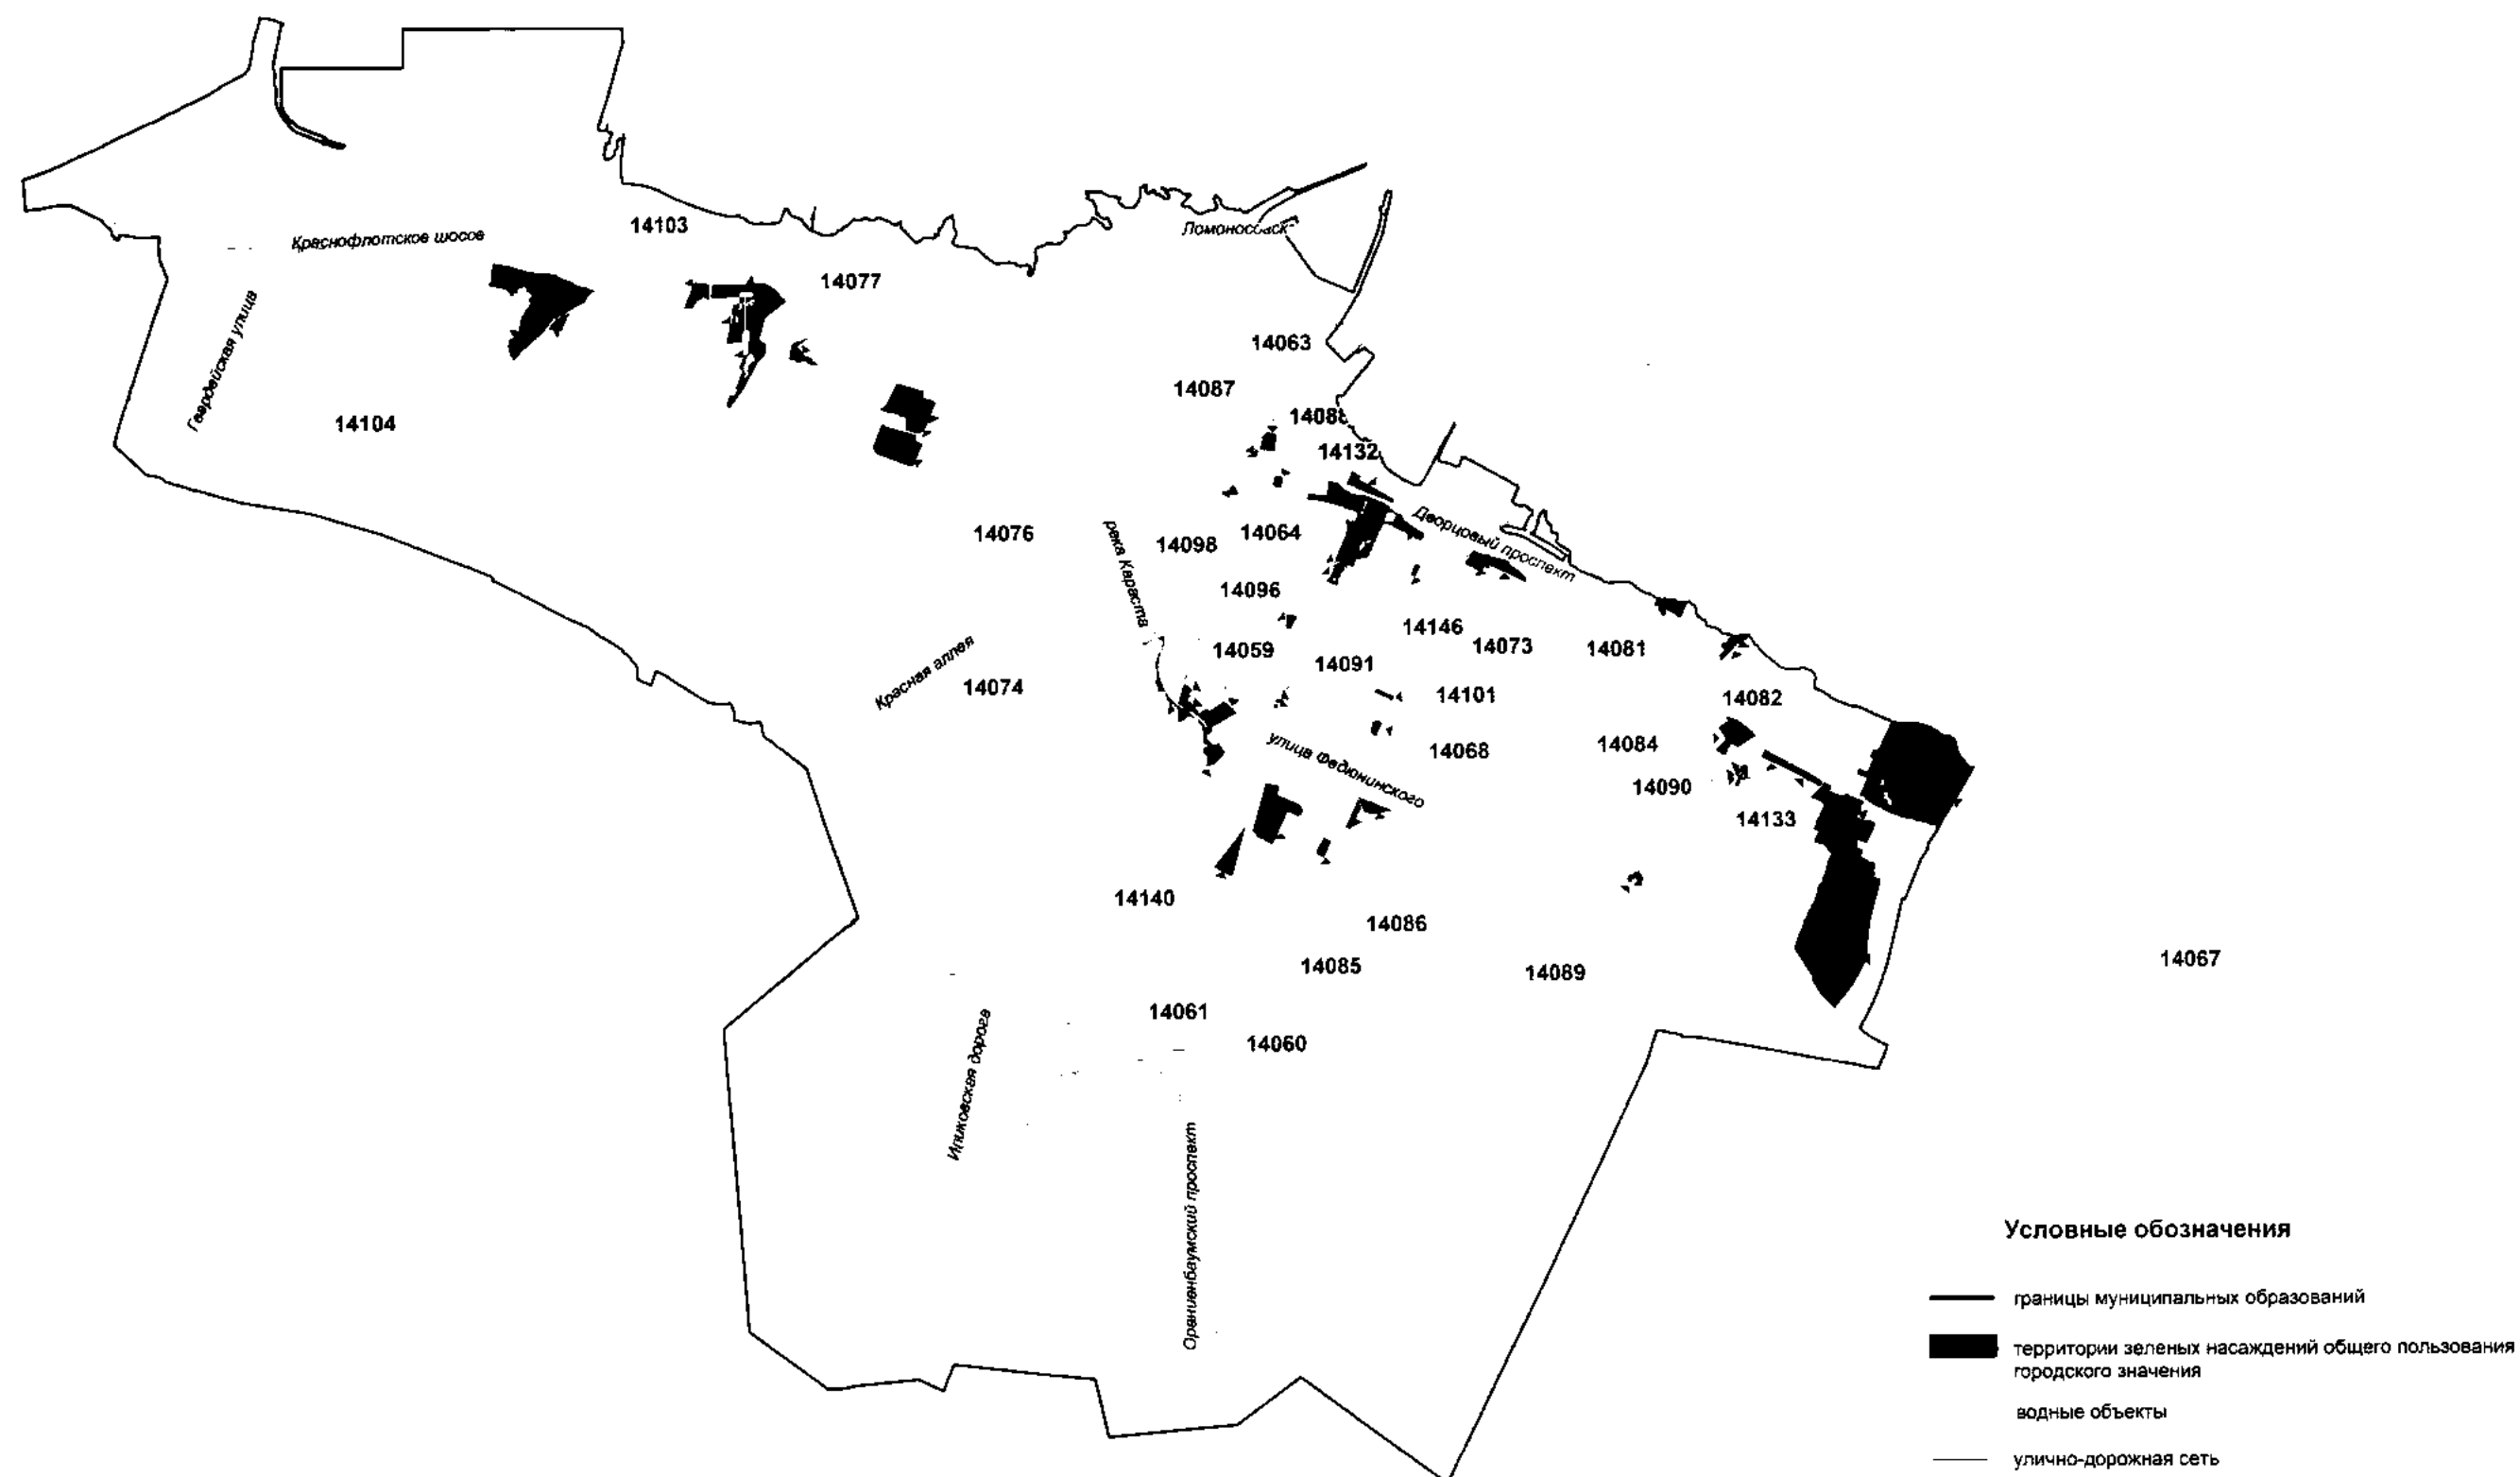 14103
Ломоносовск
Краснофлотское шоссе
14077
Гвардейская улица
14063
14087
14104
1408
14132
Дворцовый проспект
14076
река Караста
14098
14064
14096
14146
14073
14081
14059
14091
Красная аллея
14074
14101
14082
улица Федюнинского
14068
14084
14090
14133
14140
14086
14085
14089
14067
14061
Иликовская дорога
14060
Ораниенбаумский проспект
Условные обозначения
границы муниципальных образований
территории зеленых насаждений общего пользования
городского значения
водные объекты
улично-дорожная сеть